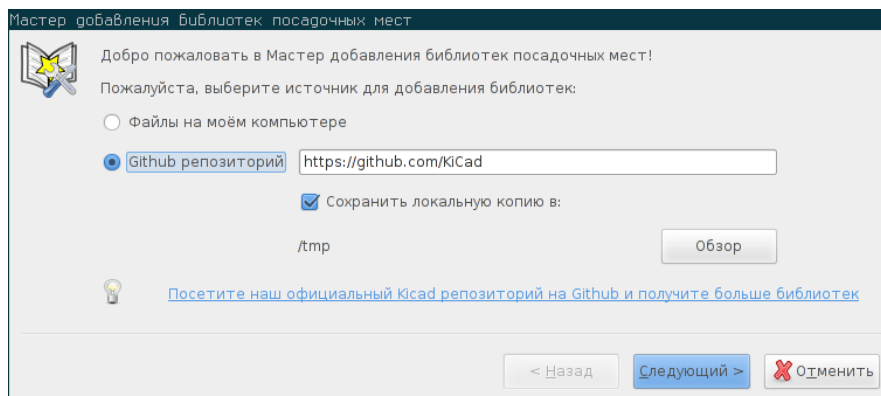 Мастер добавления библиотек посадочных мест
Добро пожаловать в Мастер добавления библиотек посадочных мест!
Пожалуйста, выберите источник для добавления библиотек:
Файлы на моём компьютере
Github репозиторий https://github.com/KiCad
Сохранить локальную копию в:
/tmp Обзор
Посетите наш официальный Kicad репозиторий на Github и получите больше библиотек
< Назад Следующий > Отменить